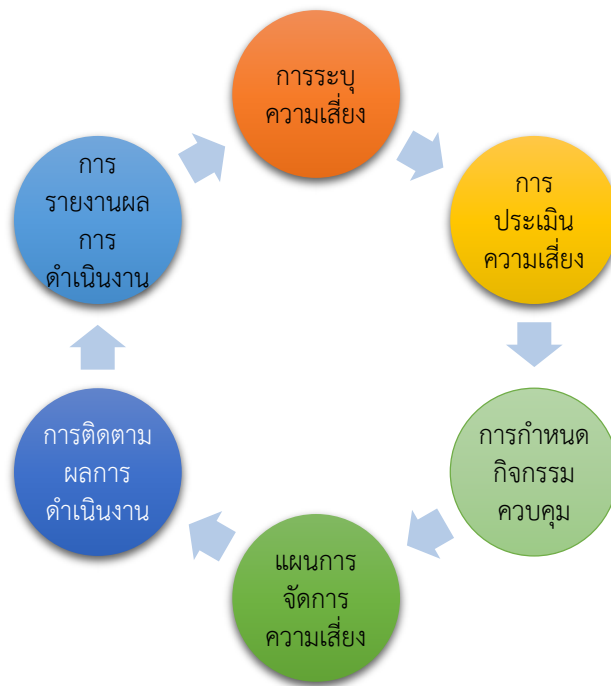 การระบุ
ความเสี่ยง
การ
ประเมิน
ความเสี่ยง
การกำหนด
กิจกรรม
ควบคุม
แผนการ
จัดการ
ความเสี่ยง
การติดตาม
ผลการ
ดำเนินงาน
การ
รายงานผล
การ
ดำเนินงาน